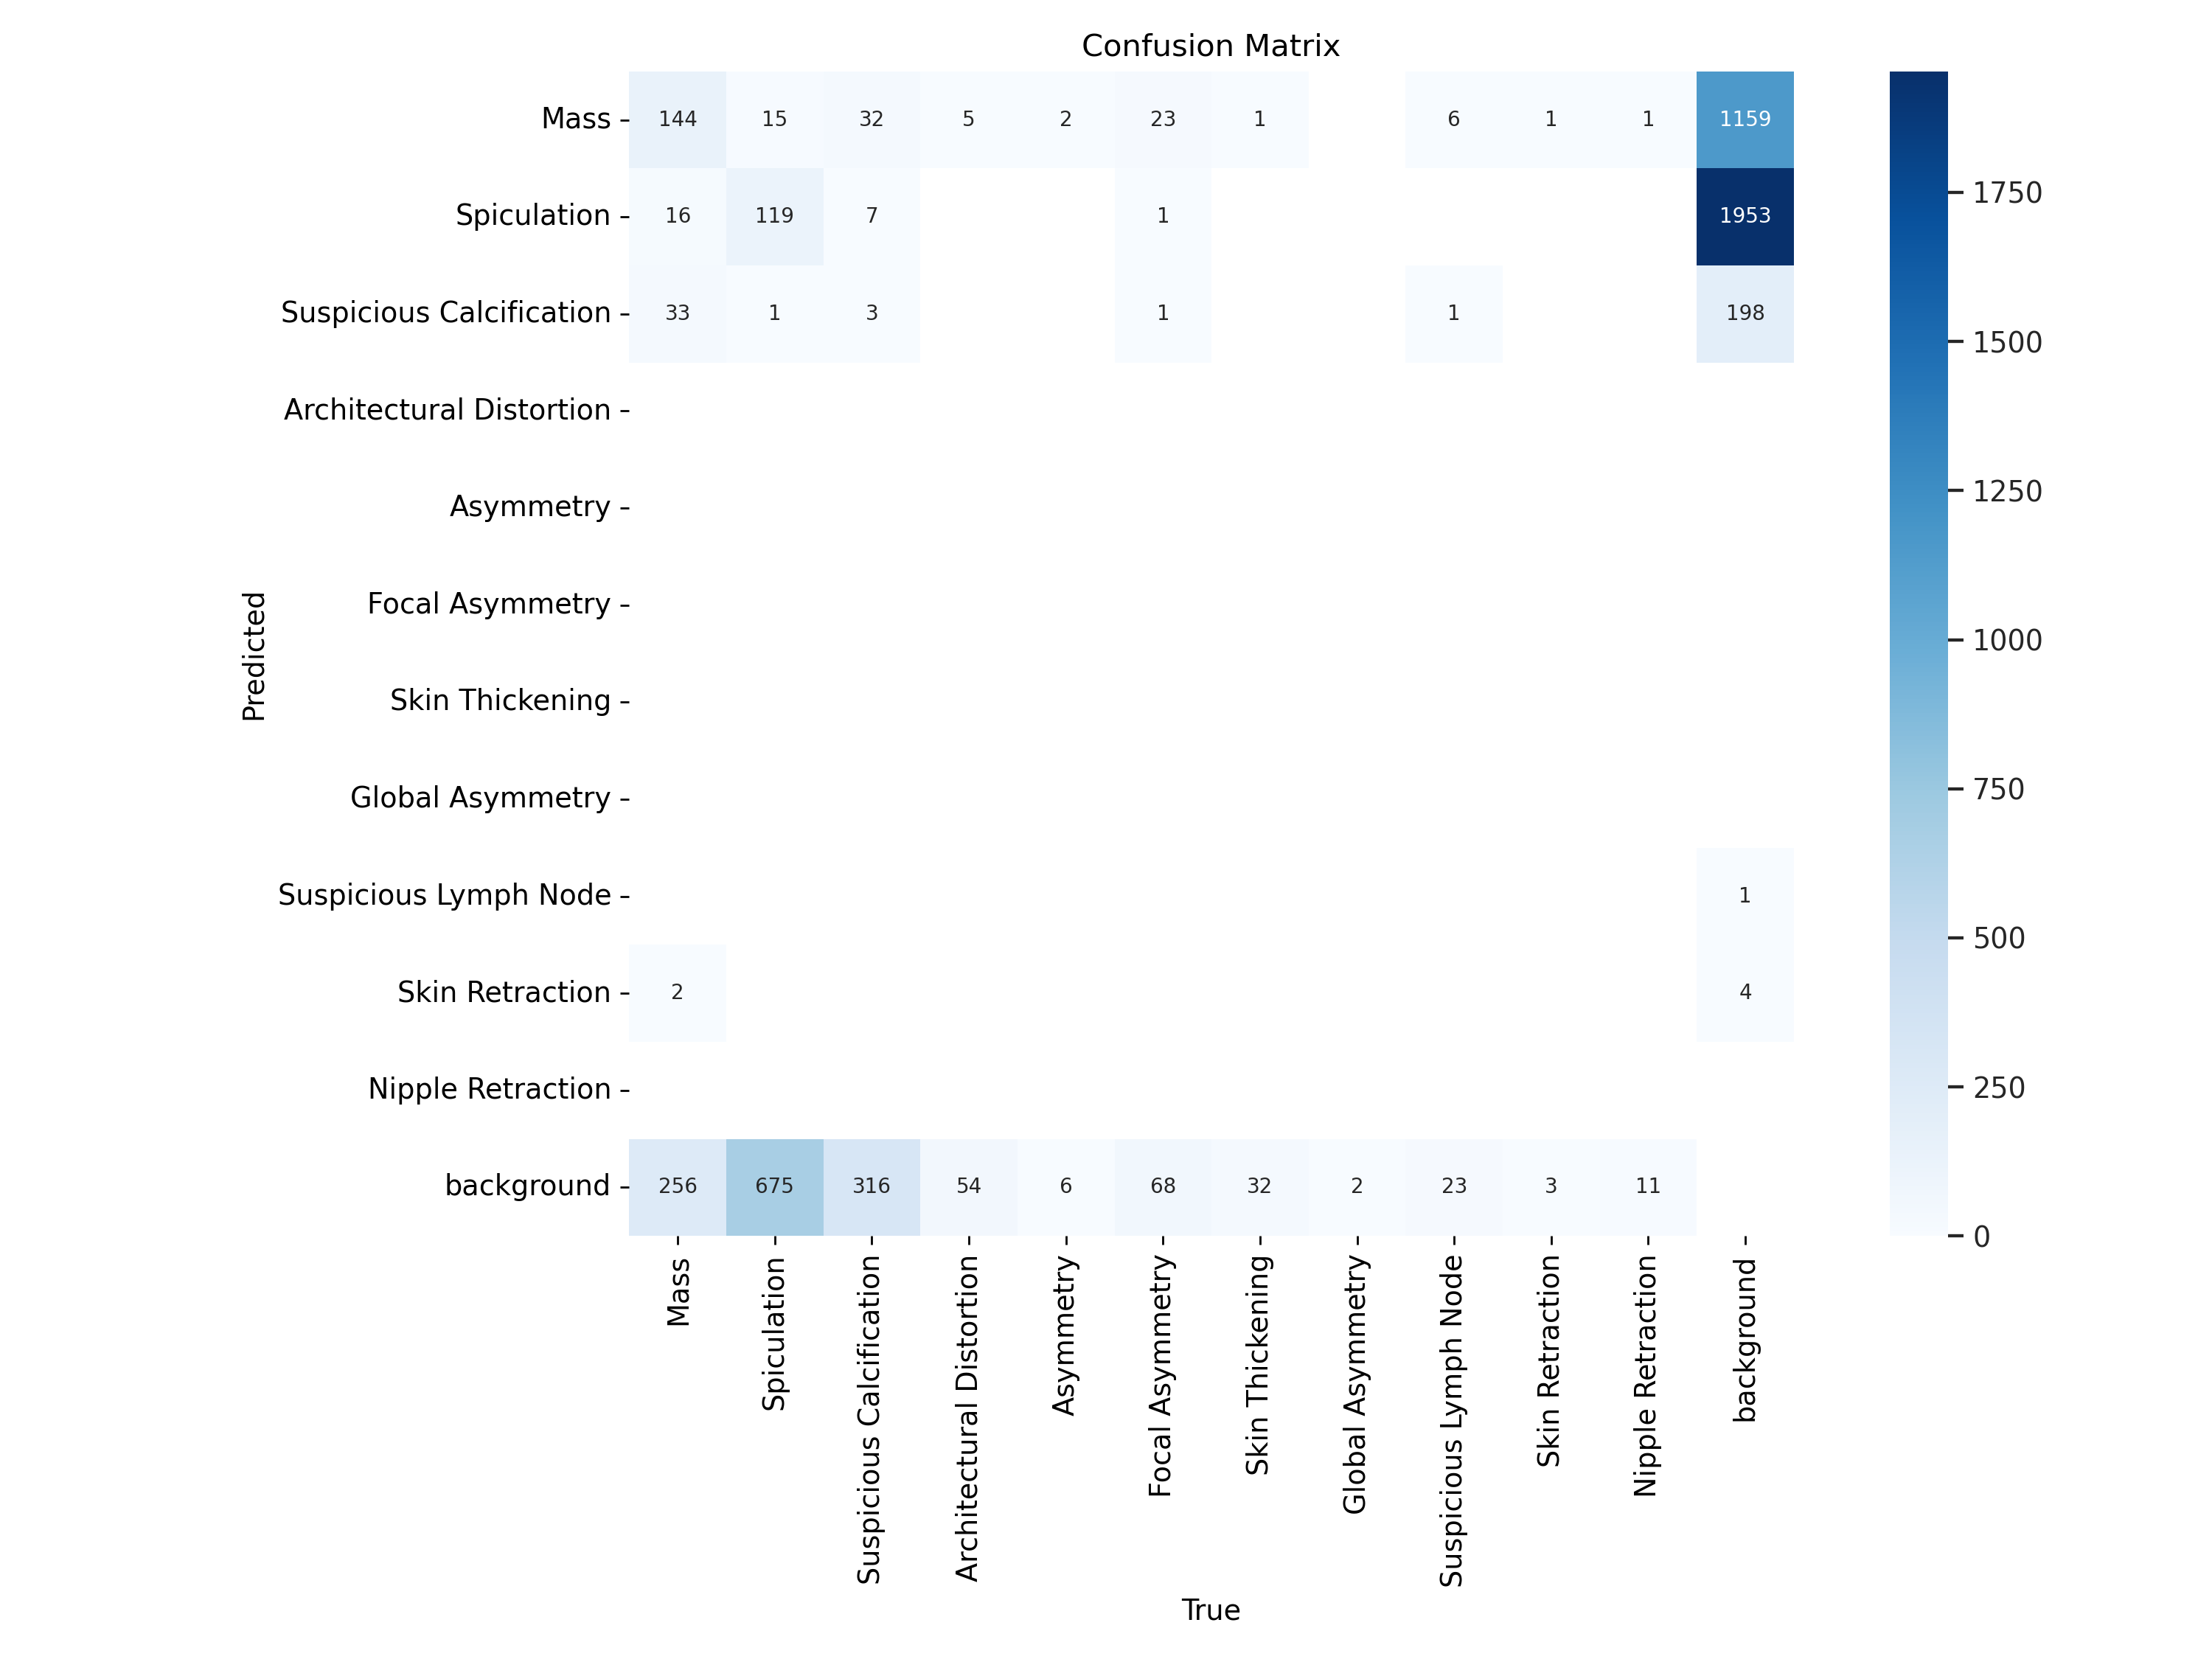 Confusion Matrix
Mass 144 15 32 5 2 23 1 6 1 1 1159
Spiculation 16 119 7 1 1953
Suspicious Calcification 33 1 3 1 1 198
Architectural Distortion
Asymmetry
Focal Asymmetry
Skin Thickening
Global Asymmetry
Suspicious Lymph Node 1
Skin Retraction 2 4
Nipple Retraction
background 256 675 316 54 6 68 32 2 23 3 11
Predicted
Mass
Spiculation
Suspicious Calcification
Architectural Distortion
Asymmetry
Focal Asymmetry
Skin Thickening
Global Asymmetry
Suspicious Lymph Node
Skin Retraction
Nipple Retraction
background
True
1750
1500
1250
1000
750
500
250
0